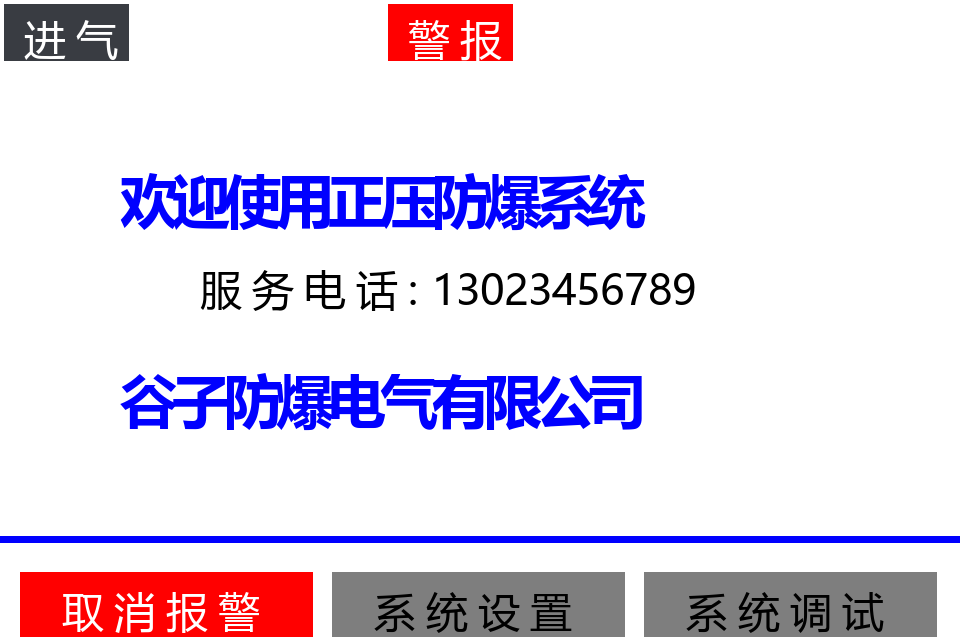 进气
警报
欢迎使用正压防爆系统
服务电话:13023456789
谷子防爆电气有限公司
取消报警
系统设置
系统调试